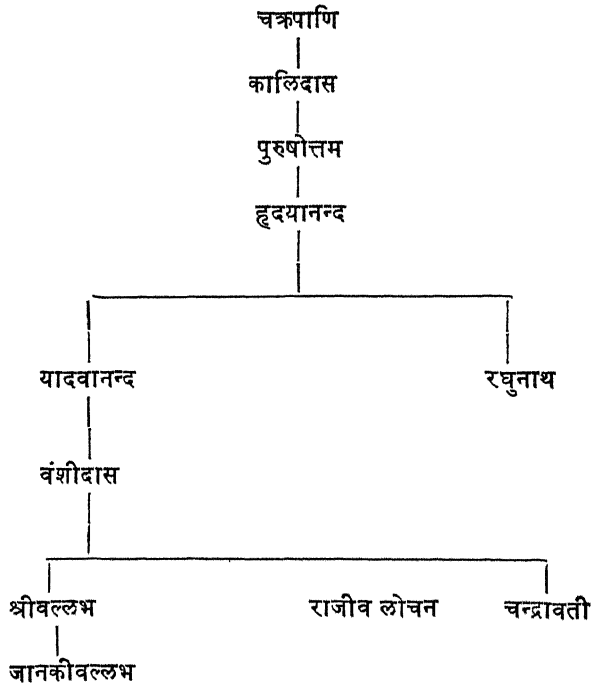 चक्रपाणि
कालिदास
पुरुषोत्तम
हृदयानन्द
यादवानन्द रघुनाथ
वंशीदास
श्रीवल्लभ राजीव लोचन चन्द्रावती
जानकीवल्लभ